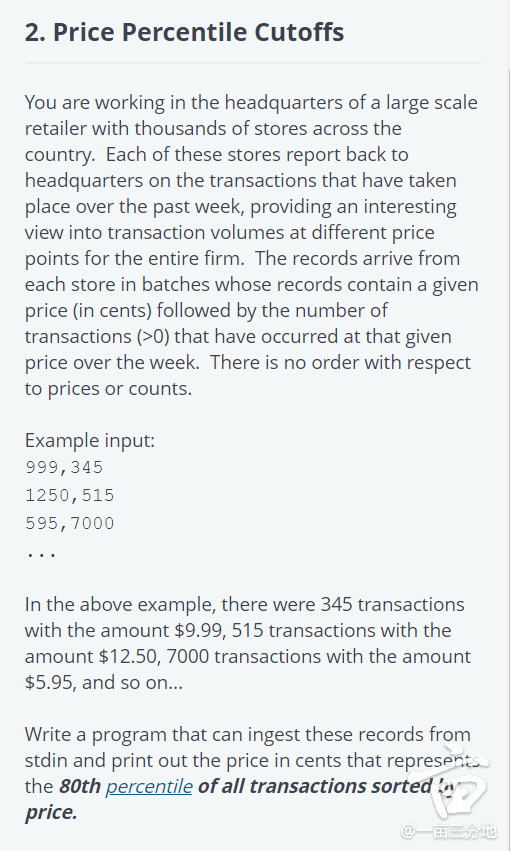 2. Price Percentile Cutoffs
You are working in the headquarters of a large scale
retailer with thousands of stores across the
country.  Each of these stores report back to
headquarters on the transactions that have taken
place over the past week, providing an interesting
view into transaction volumes at different price
points for the entire firm.  The records arrive from
each store in batches whose records contain a given
price (in cents) followed by the number of
transactions (>0) that have occurred at that given
price over the week.  There is no order with respect
to prices or counts.
Example input:
999,345
1250,515
595,7000
...
In the above example, there were 345 transactions
with the amount $9.99, 515 transactions with the
amount $12.50, 7000 transactions with the amount
$5.95, and so on...
Write a program that can ingest these records from
stdin and print out the price in cents that represents
the 80th percentile of all transactions sorted by
price.
@一亩三分地